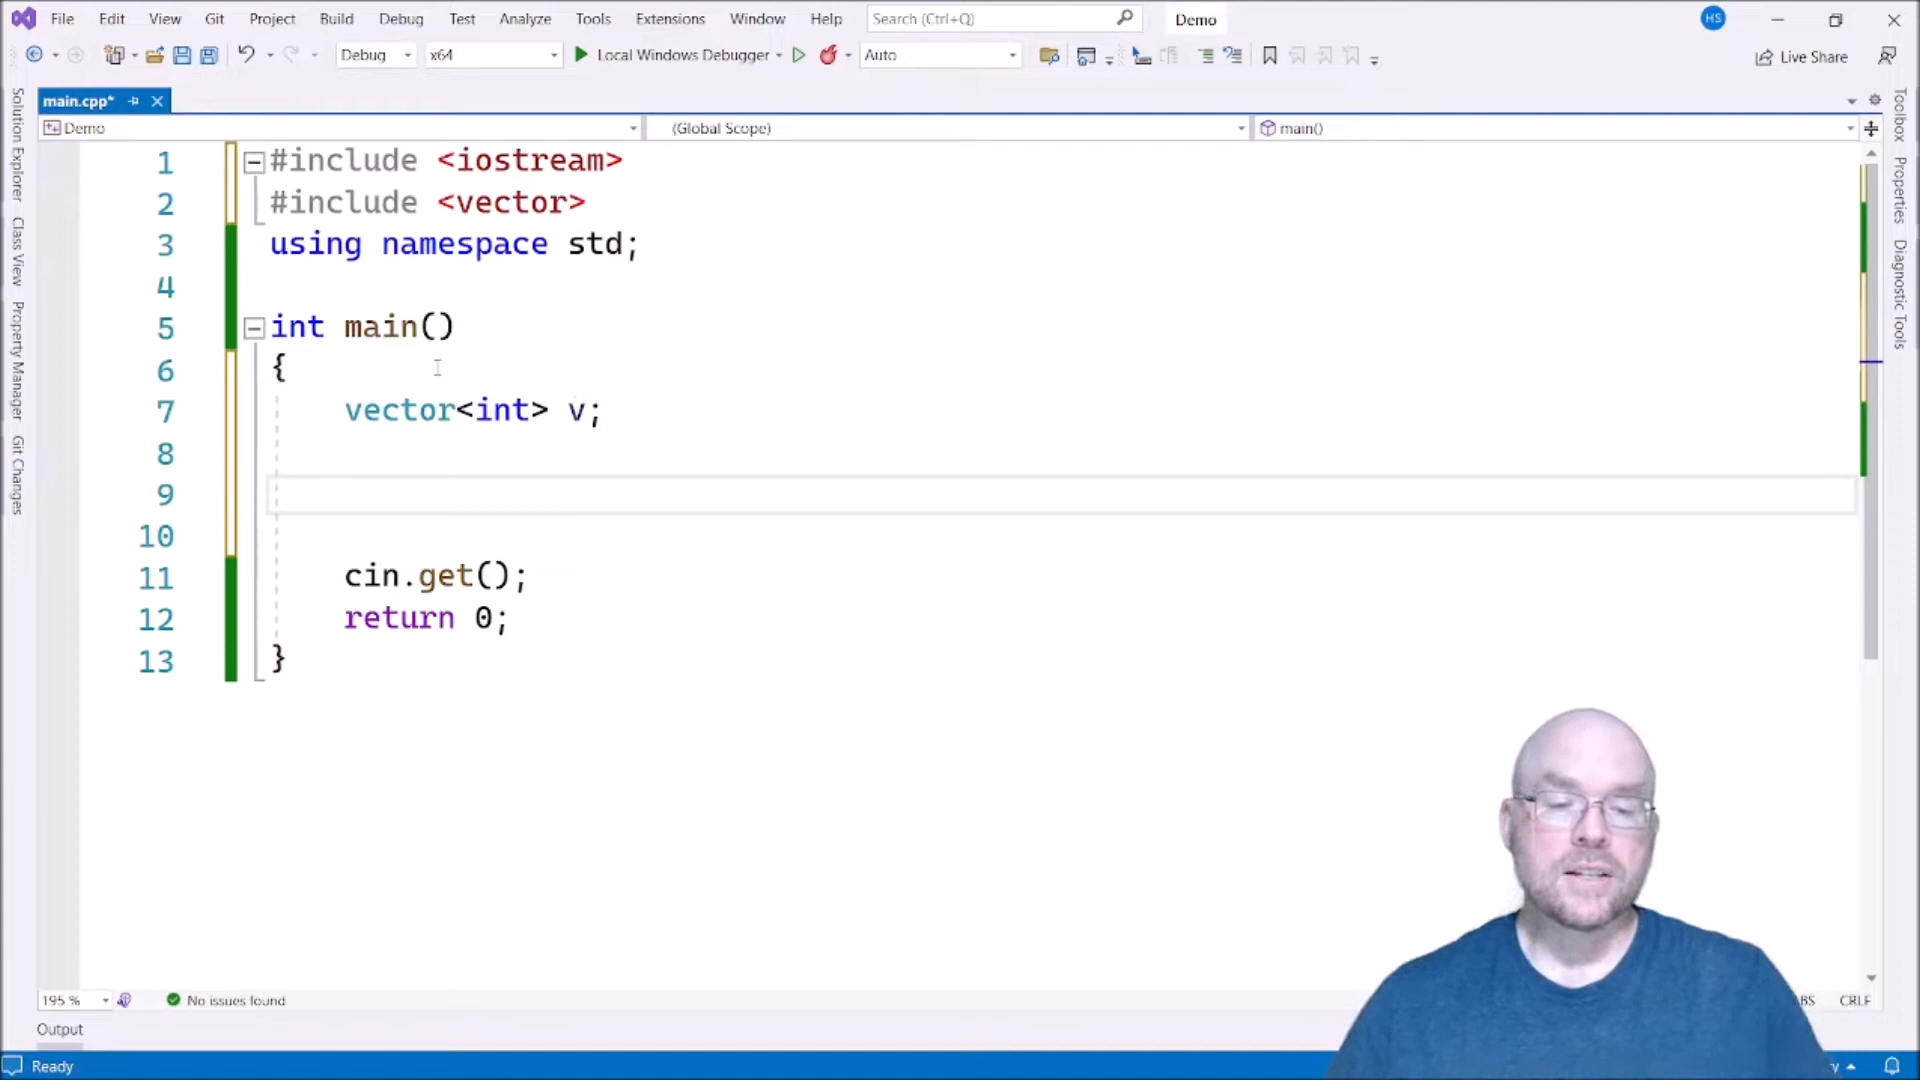 File Edit View Git Project Build Debug Test Analyze Tools Extensions Window Help Search (Ctrl+Q) Demo HS
Debug x64 Local Windows Debugger Auto Live Share
main.cpp*
Demo (Global Scope) main()
Solution Explorer
Class View
Property Manager
Git Changes
1 #include <iostream>
2 #include <vector>
3 using namespace std;
4
5 int main()
6 {
7 vector<int> v;
8
9
10
11 cin.get();
12 return 0;
13 }
Toolbox
Properties
Diagnostic Tools
195 % No issues found CRLF
Output
Ready